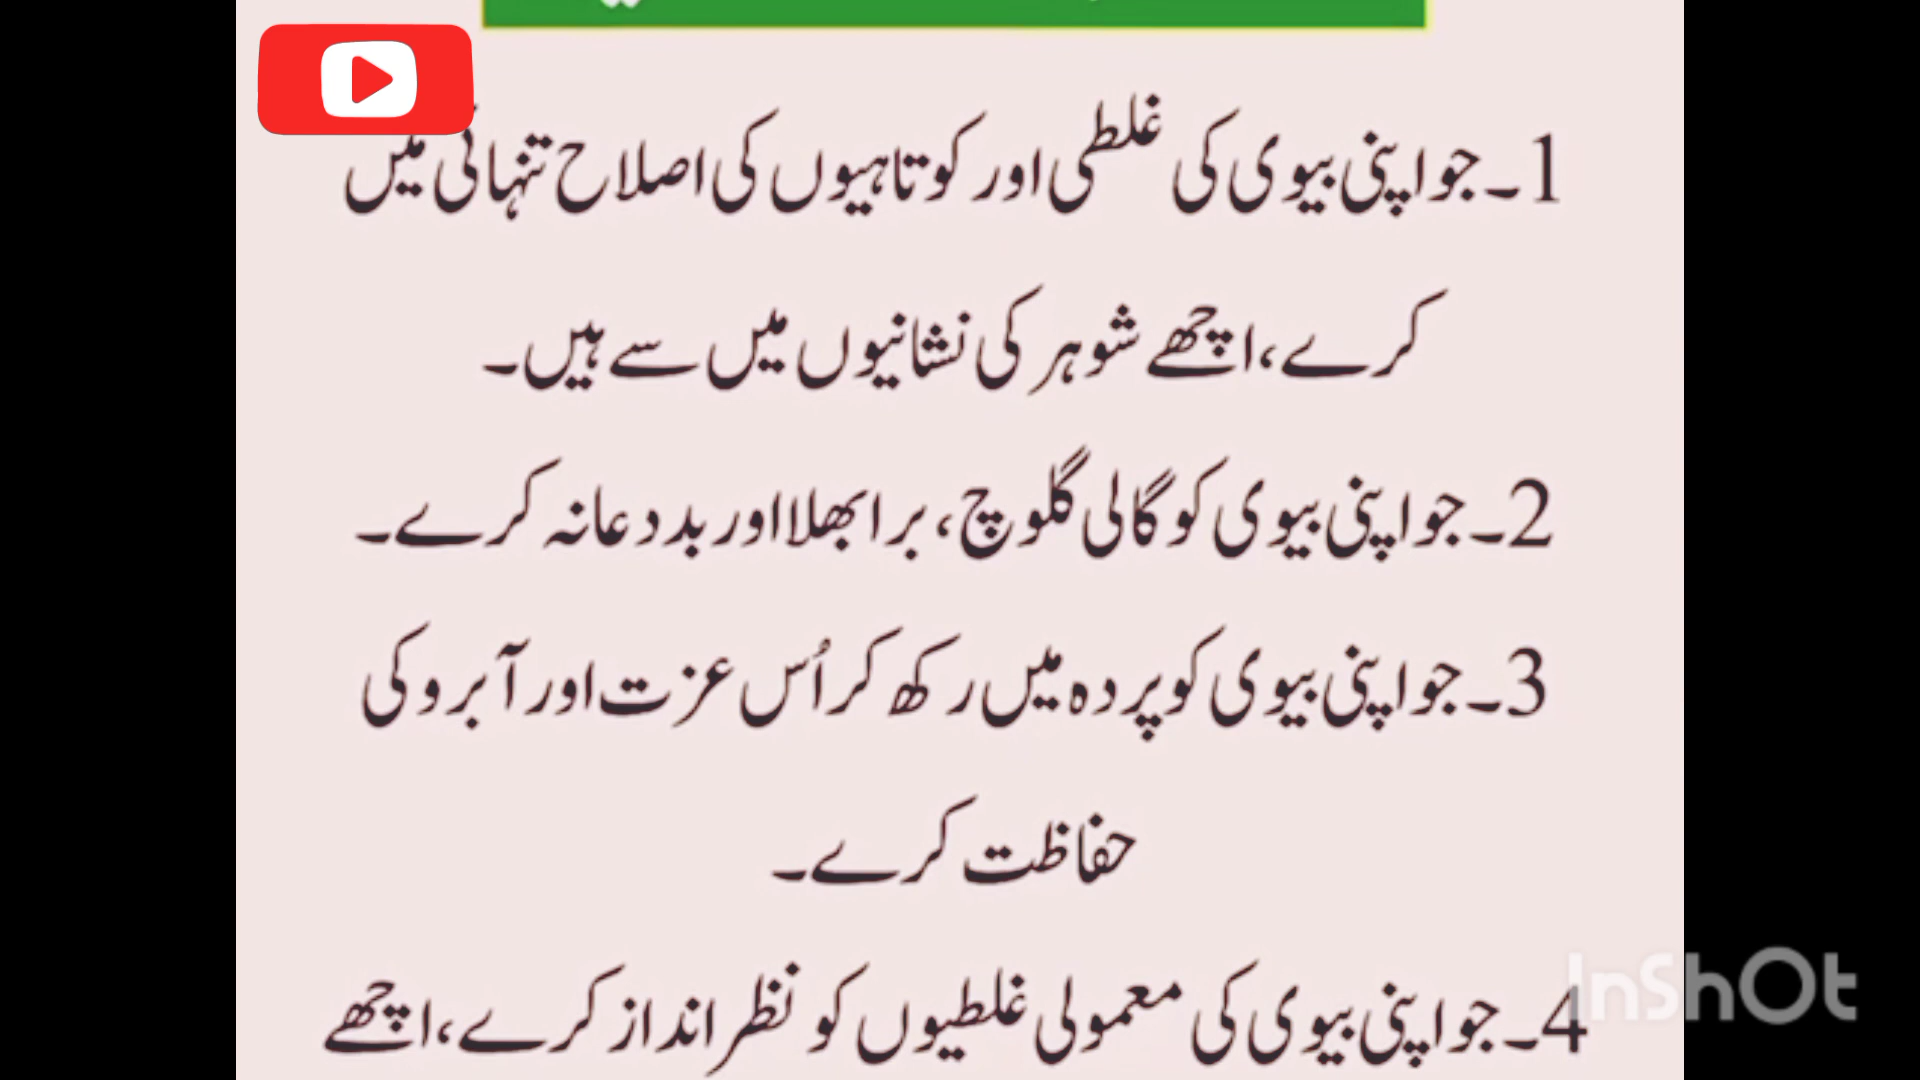 1۔جو اپنی بیوی کی غلطی اور کوتاہیوں کی اصلاح تنہائی میں
کرے، اچھے شوہر کی نشانیوں میں سے ہیں۔
2۔جو اپنی بیوی کو گالی گلوچ، برا بھلا اور بددعا نہ کرے۔
3۔جو اپنی بیوی کو پردہ میں رکھ کر اُس عزت اور آبرو کی
حفاظت کرے۔
4۔جو اپنی بیوی کی معمولی غلطیوں کو نظر انداز کرے، اچھے
InShOt